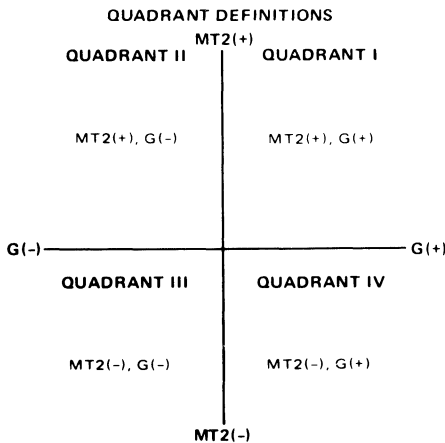 QUADRANT DEFINITIONS
QUADRANT II QUADRANT I
MT2(+)
MT2(+), G(-) MT2(+), G(+)
G(-) G(+)
QUADRANT III QUADRANT IV
MT2(-), G(-) MT2(-), G(+)
MT2(-)